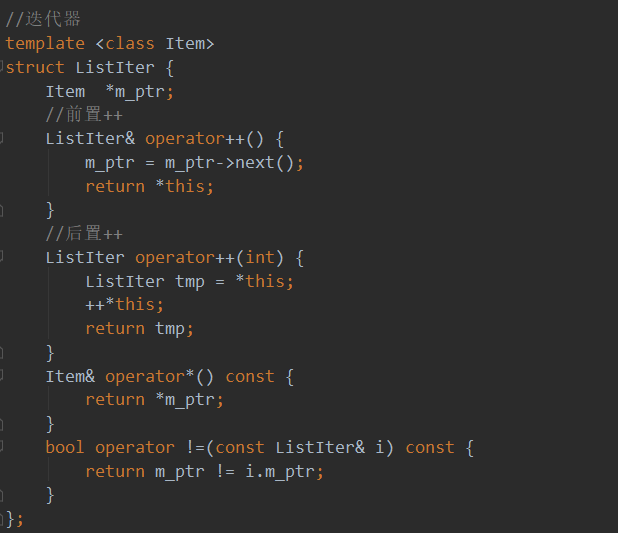 //迭代器
template <class Item>
struct ListIter {
    Item  *m_ptr;
    //前置++
    ListIter& operator++() {
        m_ptr = m_ptr->next();
        return *this;
    }
    //后置++
    ListIter operator++(int) {
        ListIter tmp = *this;
        ++*this;
        return tmp;
    }
    Item& operator*() const {
        return *m_ptr;
    }
    bool operator !=(const ListIter& i) const {
        return m_ptr != i.m_ptr;
    }
};